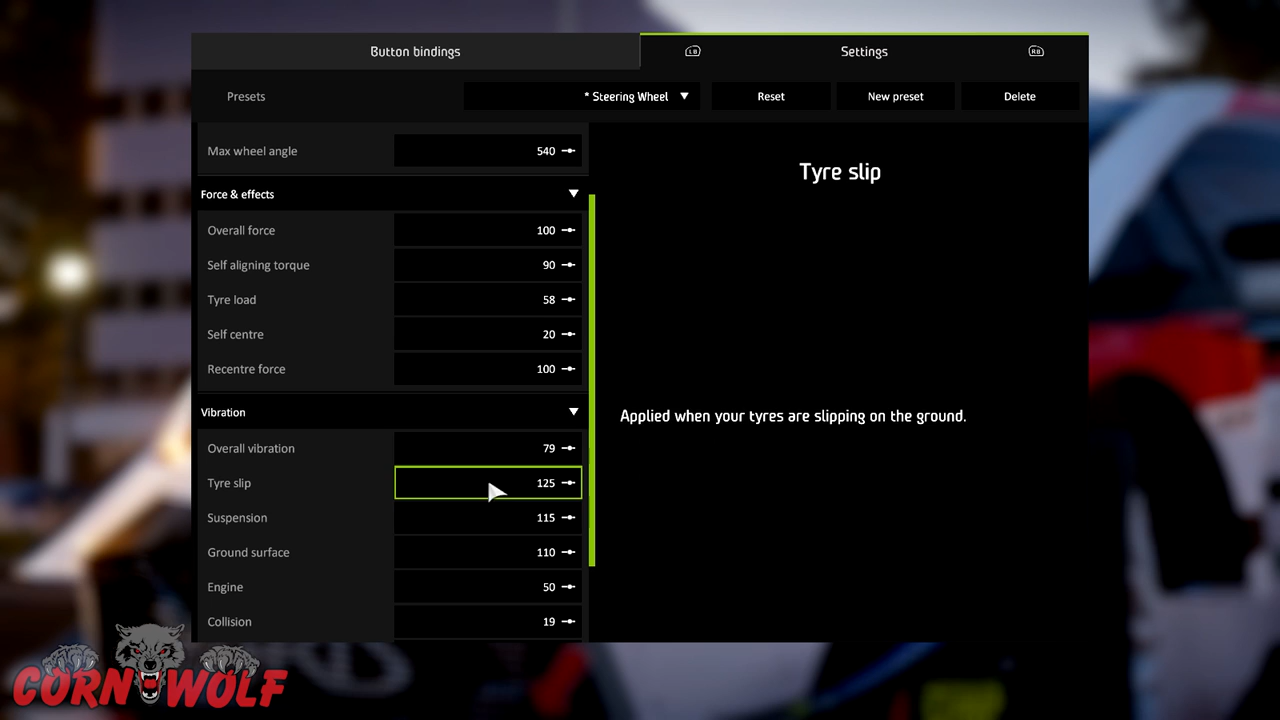 Button bindings
LB
Settings
RB
Presets
* Steering Wheel
Reset
New preset
Delete
Max wheel angle
540
Tyre slip
Force & effects
Overall force
100
Self aligning torque
90
Tyre load
58
Self centre
20
Recentre force
100
Applied when your tyres are slipping on the ground.
Vibration
Overall vibration
79
Tyre slip
125
Suspension
115
Ground surface
110
Engine
50
Collision
19
CORN WOLF